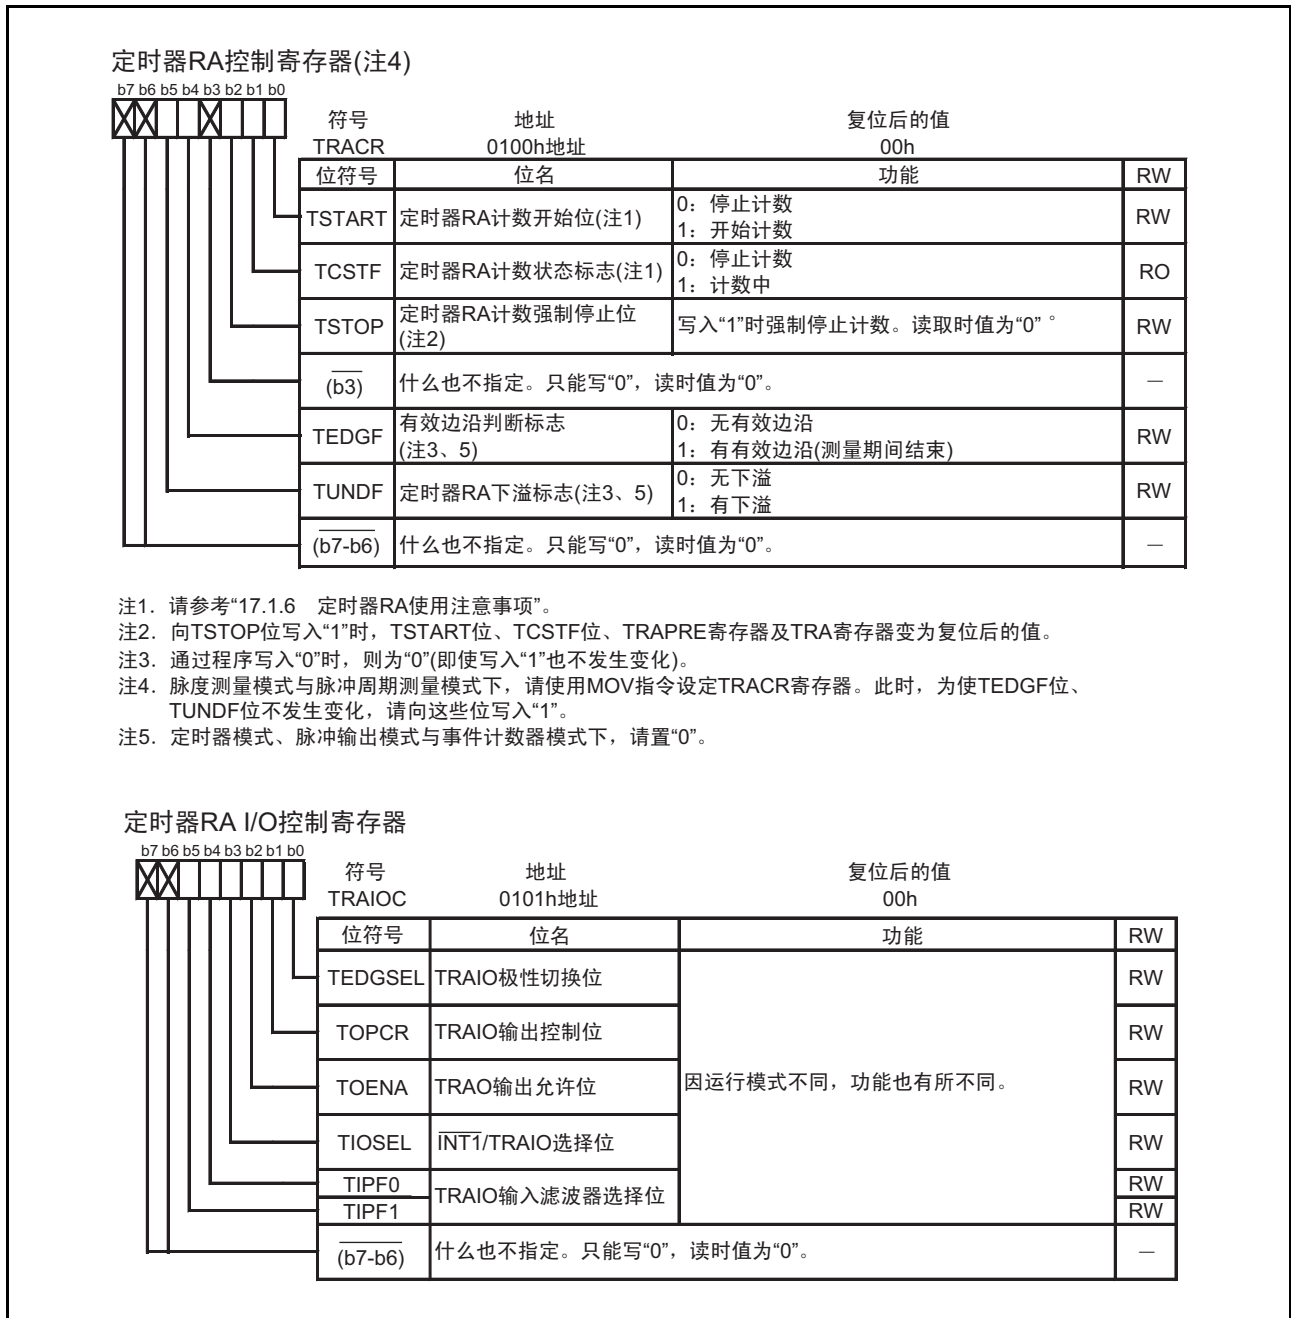 定时器RA控制寄存器(注4)
b7 b6 b5 b4 b3 b2 b1 b0
符号 地址 复位后的值
TRACR 0100h地址 00h
位符号 位名 功能 RW
TSTART 定时器RA计数开始位(注1) 0：停止计数 1：开始计数 RW
TCSTF 定时器RA计数状态标志(注1) 0：停止计数 1：计数中 RO
TSTOP 定时器RA计数强制停止位 (注2) 写入“1”时强制停止计数。读取时值为“0”。 RW
(b3) 什么也不指定。只能写“0”，读时值为“0”。 —
TEDGF 有效边沿判断标志 (注3、5) 0：无有效边沿 1：有有效边沿(测量期间结束) RW
TUNDF 定时器RA下溢标志(注3、5) 0：无下溢 1：有下溢 RW
(b7-b6) 什么也不指定。只能写“0”，读时值为“0”。 —
注1. 请参考“17.1.6 定时器RA使用注意事项”。
注2. 向TSTOP位写入“1”时，TSTART位、TCSTF位、TRAPRE寄存器及TRA寄存器变为复位后的值。
注3. 通过程序写入“0”时，则为“0”(即使写入“1”也不发生变化)。
注4. 脉度测量模式与脉冲周期测量模式下，请使用MOV指令设定TRACR寄存器。此时，为使TEDGF位、
TUNDF位不发生变化，请向这些位写入“1”。
注5. 定时器模式、脉冲输出模式与事件计数器模式下，请置“0”。
定时器RA I/O控制寄存器
b7 b6 b5 b4 b3 b2 b1 b0
符号 地址 复位后的值
TRAIOC 0101h地址 00h
位符号 位名 功能 RW
TEDGSEL TRAIO极性切换位 RW
TOPCR TRAIO输出控制位 RW
TOENA TRAO输出允许位 因运行模式不同，功能也有所不同。 RW
TIOSEL INT1/TRAIO选择位 RW
TIPF0 TRAIO输入滤波器选择位 RW
TIPF1 RW
(b7-b6) 什么也不指定。只能写“0”，读时值为“0”。 —